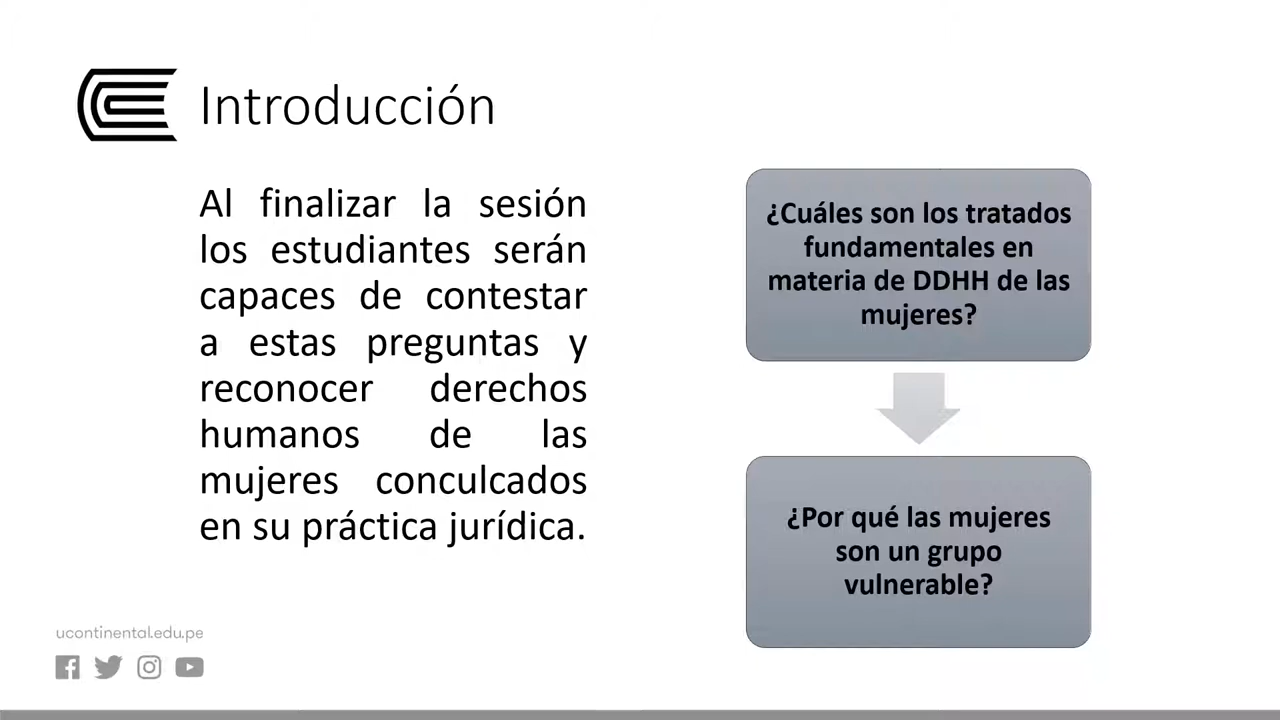 Introducción
Al finalizar la sesión
los estudiantes serán
capaces de contestar
a estas preguntas y
reconocer derechos
humanos de las
mujeres conculcados
en su práctica jurídica.
¿Cuáles son los tratados
fundamentales en
materia de DDHH de las
mujeres?
¿Por qué las mujeres
son un grupo
vulnerable?
ucontinental.edu.pe